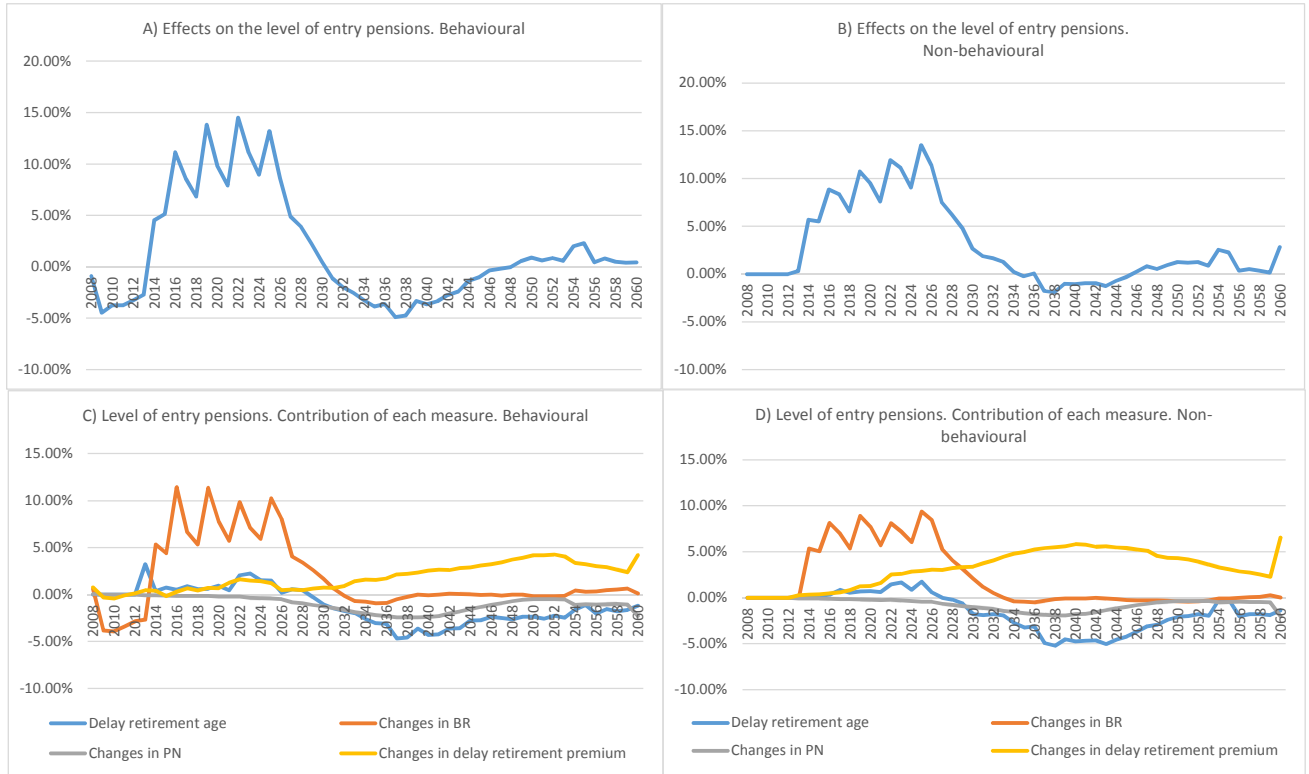 A) Effects on the level of entry pensions. Behavioural
20.00%
15.00%
10.00%
5.00%
0.00%
-5.00%
-10.00%
2008 2010 2012 2014 2016 2018 2020 2022 2024 2026 2028 2030 2032 2034 2036 2038 2040 2042 2044 2046 2048 2050 2052 2054 2056 2058 2060
B) Effects on the level of entry pensions.
Non-behavioural
20.00%
15.00%
10.00%
5.00%
0.00%
-5.00%
-10.00%
2008 2010 2012 2014 2016 2018 2020 2022 2024 2026 2028 2030 2032 2034 2036 2038 2040 2042 2044 2046 2048 2050 2052 2054 2056 2058 2060
C) Level of entry pensions. Contribution of each measure. Behavioural
15.00%
10.00%
5.00%
0.00%
-5.00%
-10.00%
2008 2010 2012 2014 2016 2018 2020 2022 2024 2026 2028 2030 2032 2034 2036 2038 2040 2042 2044 2046 2048 2050 2052 2054 2056 2058 2060
Delay retirement age
Changes in BR
Changes in PN
Changes in delay retirement premium
D) Level of entry pensions. Contribution of each measure. Non-
behavioural
15.00%
10.00%
5.00%
0.00%
-5.00%
-10.00%
2008 2010 2012 2014 2016 2018 2020 2022 2024 2026 2028 2030 2032 2034 2036 2038 2040 2042 2044 2046 2048 2050 2052 2054 2056 2058 2060
Delay retirement age
Changes in BR
Changes in PN
Changes in delay retirement premium